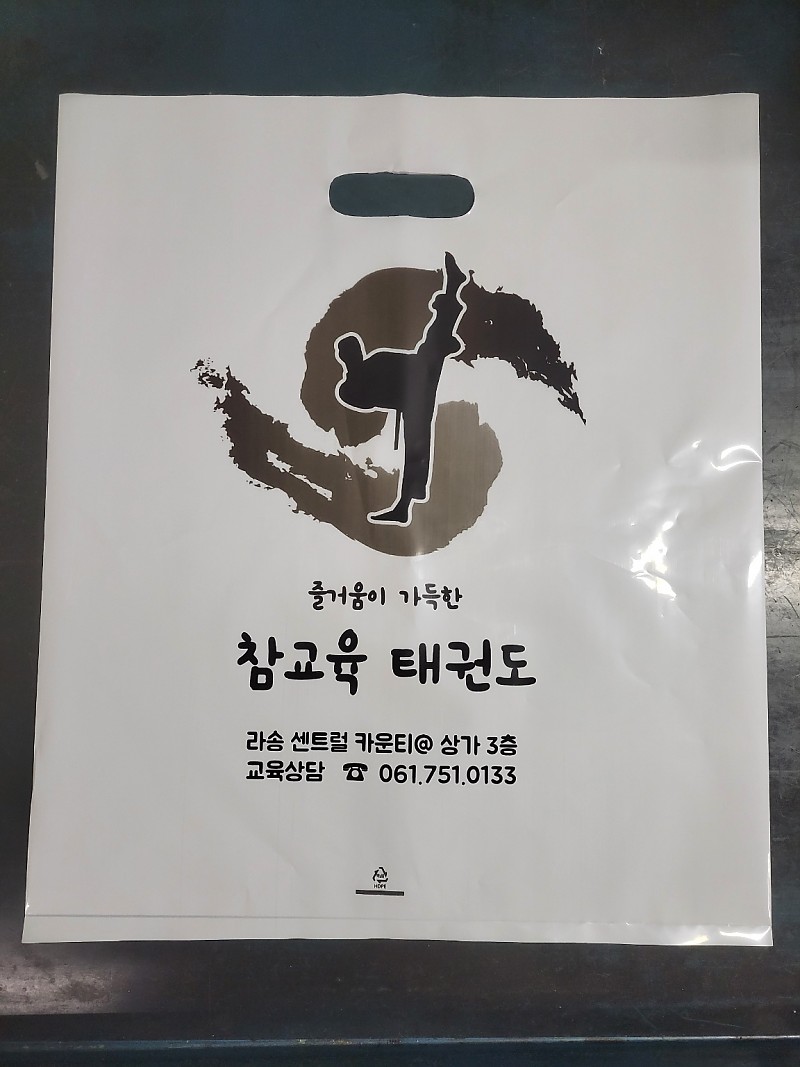 즐거움이 가득한
참교육 태권도
라송 센트럴 카운티@ 상가 3층
교육상담 ☎ 061.751.0133
HDPE